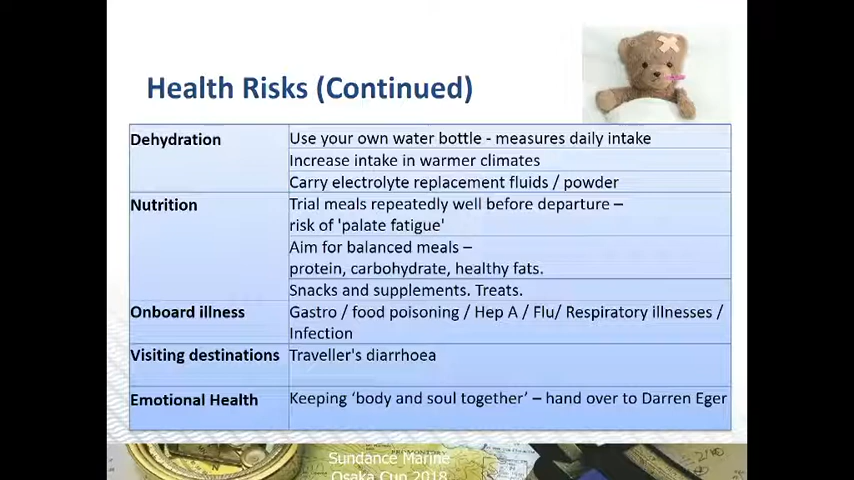 Health Risks (Continued)
Dehydration
Use your own water bottle - measures daily intake
Increase intake in warmer climates
Carry electrolyte replacement fluids / powder
Nutrition
Trial meals repeatedly well before departure –
risk of 'palate fatigue'
Aim for balanced meals –
protein, carbohydrate, healthy fats.
Snacks and supplements. Treats.
Onboard illness
Gastro / food poisoning / Hep A / Flu/ Respiratory illnesses /
Infection
Visiting destinations
Traveller's diarrhoea
Emotional Health
Keeping ‘body and soul together’ – hand over to Darren Eger
Sundance Marine
Osaka Cup 2018